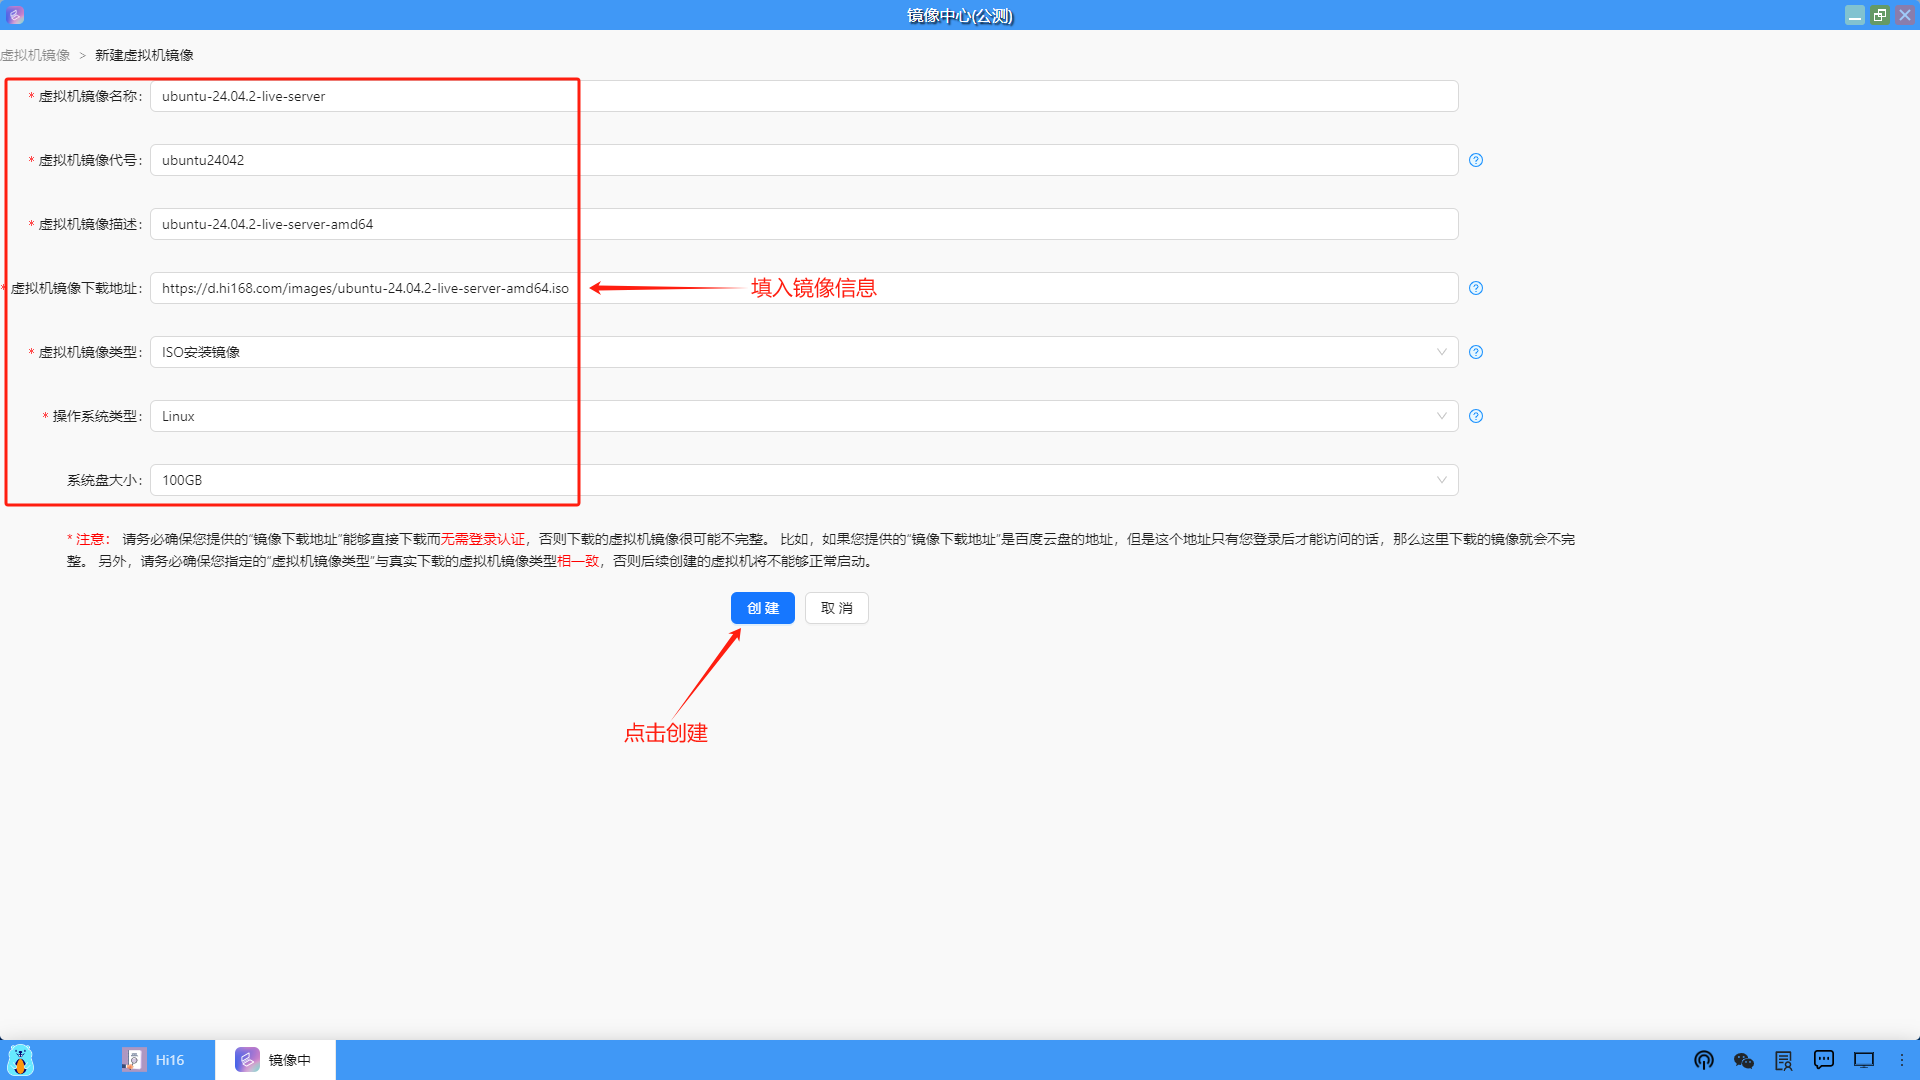 镜像中心(公测)
虚拟机镜像 > 新建虚拟机镜像
* 虚拟机镜像名称: ubuntu-24.04.2-live-server
* 虚拟机镜像代号: ubuntu24042
* 虚拟机镜像描述: ubuntu-24.04.2-live-server-amd64
* 虚拟机镜像下载地址: https://d.hi168.com/images/ubuntu-24.04.2-live-server-amd64.iso
填入镜像信息
* 虚拟机镜像类型: ISO安装镜像
* 操作系统类型: Linux
系统盘大小: 100GB
* 注意: 请务必确保您提供的"镜像下载地址"能够直接下载而无需登录认证，否则下载的虚拟机镜像很可能不完整。 比如，如果您提供的"镜像下载地址"是百度云盘的地址，但是这个地址只有您登录后才能访问的话，那么这里下载的镜像就会不完
整。 另外，请务必确保您指定的"虚拟机镜像类型"与真实下载的虚拟机镜像类型相一致，否则后续创建的虚拟机将不能够正常启动。
创 建 取 消
点击创建
Hi16 镜像中